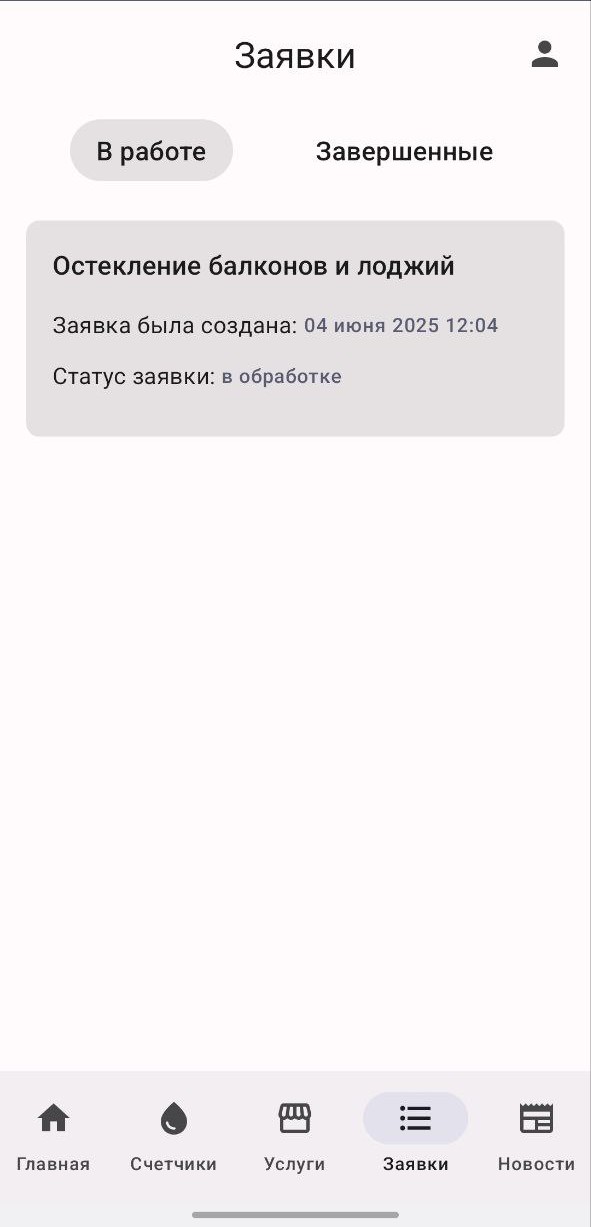 Заявки
В работе Завершенные
Остекление балконов и лоджий
Заявка была создана: 04 июня 2025 12:04
Статус заявки: в обработке
Главная Счетчики Услуги Заявки Новости